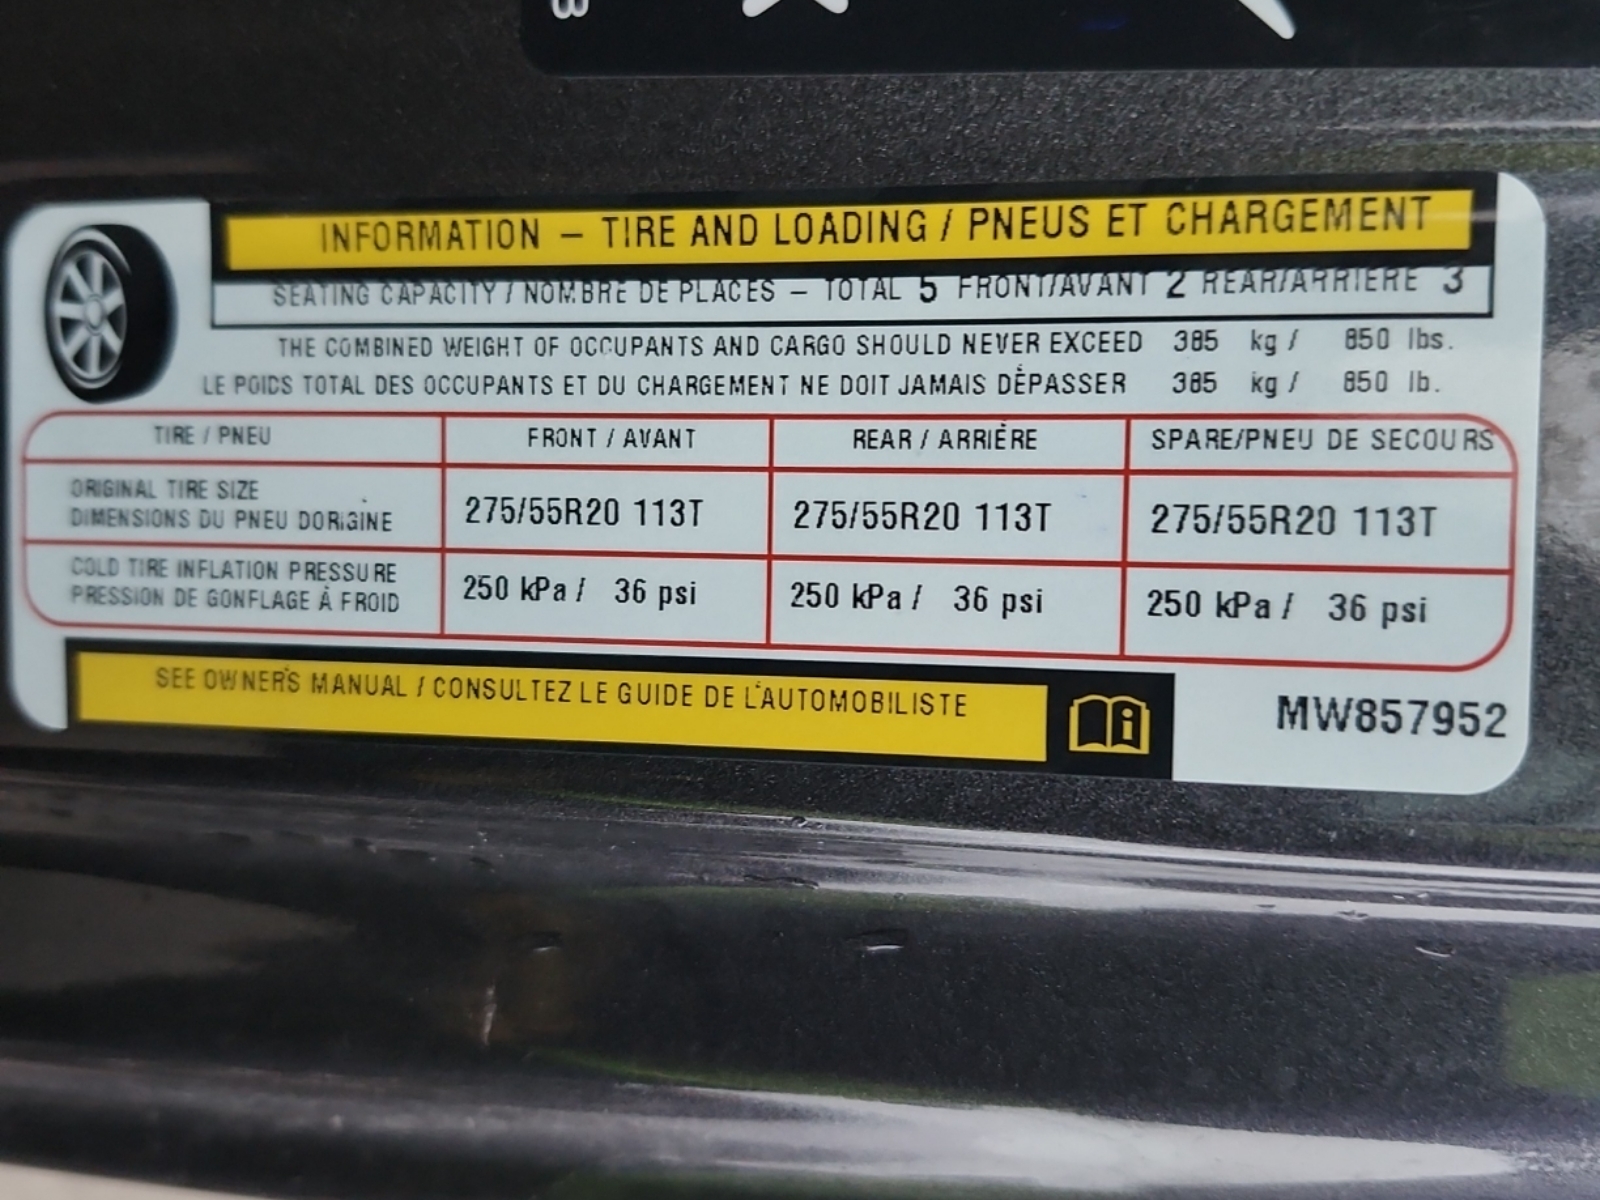 INFORMATION – TIRE AND LOADING / PNEUS ET CHARGEMENT
SEATING CAPACITY / NOMBRE DE PLACES – TOTAL 5 FRONT/AVANT 2 REAR/ARRIERE 3
THE COMBINED WEIGHT OF OCCUPANTS AND CARGO SHOULD NEVER EXCEED 385 kg / 850 lbs.
LE POIDS TOTAL DES OCCUPANTS ET DU CHARGEMENT NE DOIT JAMAIS DÉPASSER 385 kg / 850 lb.
TIRE / PNEU FRONT / AVANT REAR / ARRIÈRE SPARE/PNEU DE SECOURS
ORIGINAL TIRE SIZE
DIMENSIONS DU PNEU DORIGINE 275/55R20 113T 275/55R20 113T 275/55R20 113T
COLD TIRE INFLATION PRESSURE
PRESSION DE GONFLAGE À FROID 250 kPa / 36 psi 250 kPa / 36 psi 250 kPa / 36 psi
SEE OWNER'S MANUAL / CONSULTEZ LE GUIDE DE L'AUTOMOBILISTE
MW857952